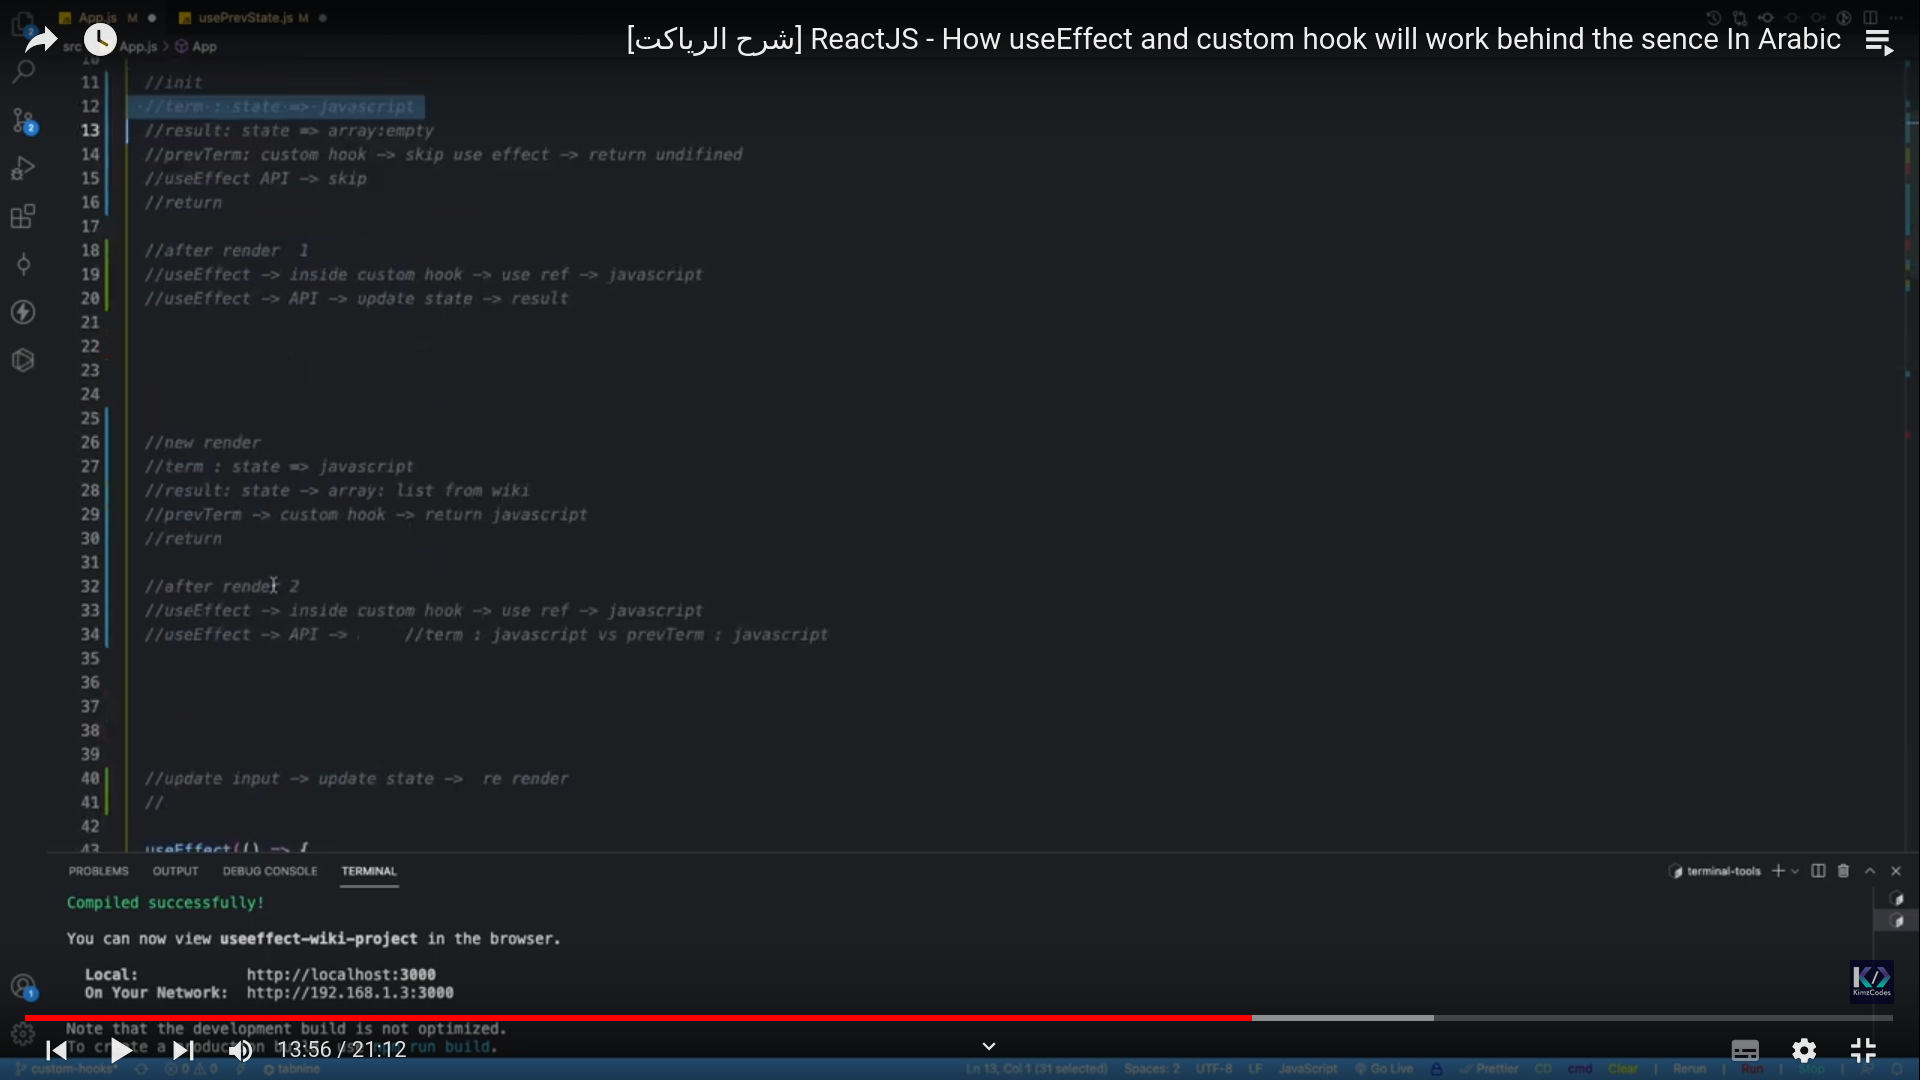 App.js M
usePrevState.js M
src App.js > App
[شرح الرياكت] ReactJS - How useEffect and custom hook will work behind the sence In Arabic
10
11 //init
12 //term : state => javascript
13 //result: state => array:empty
14 //prevTerm: custom hook -> skip use effect -> return undifined
15 //useEffect API -> skip
16 //return
17
18 //after render 1
19 //useEffect -> inside custom hook -> use ref -> javascript
20 //useEffect -> API -> update state -> result
21
22
23
24
25
26 //new render
27 //term : state => javascript
28 //result: state -> array: list from wiki
29 //prevTerm -> custom hook -> return javascript
30 //return
31
32 //after render 2
33 //useEffect -> inside custom hook -> use ref -> javascript
34 //useEffect -> API -> . //term : javascript vs prevTerm : javascript
35
36
37
38
39
40 //update input -> update state -> re render
41 //
42
43 useEffect(() => {
PROBLEMS OUTPUT DEBUG CONSOLE TERMINAL
terminal-tools
Compiled successfully!
You can now view useeffect-wiki-project in the browser.
Local: http://localhost:3000
On Your Network: http://192.168.1.3:3000
Note that the development build is not optimized.
To create a production build, use npm run build.
KimzCodes
13:56 / 21:12
custom-hooks* 0 0 tabnine
Ln 13, Col 1 (31 selected) Spaces: 2 UTF-8 LF JavaScript Go Live Prettier CD cmd Clear Rerun Run Stop
2
2
1